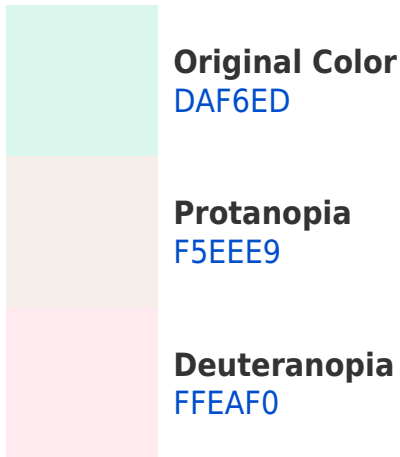 Original Color
DAF6ED
Protanopia
F5EEE9
Deuteranopia
FFEAF0